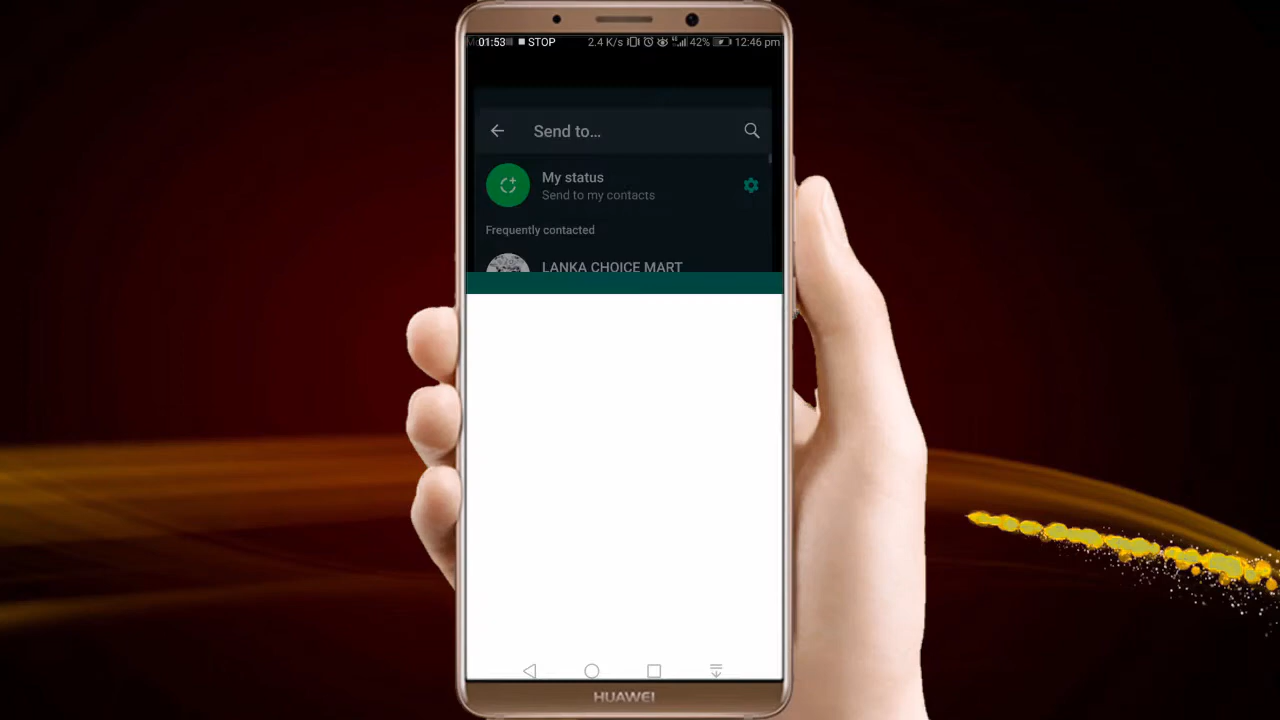 01:53 STOP 2.4 K/s 42% 12:46 pm
Send to...
My status
Send to my contacts
Frequently contacted
LANKA CHOICE MART
HUAWEI